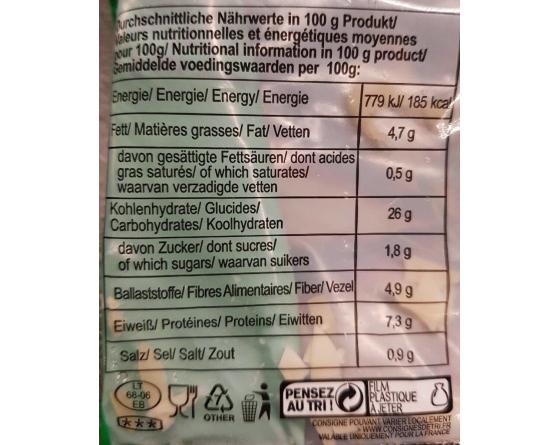 urchschnittliche Nährwerte in 100 g Produkt/
aleurs nutritionnelles et énergétiques moyennes
our 100g/ Nutritional information in 100 g product/
emiddelde voedingswaarden per 100g:
Energie/ Energie/ Energy/ Energie 779 kJ/ 185 kcal
Fett/ Matières grasses/ Fat/ Vetten 4,7 g
davon gesättigte Fettsäuren/ dont acides
gras saturés/ of which saturates/ 0,5 g
waarvan verzadigde vetten
Kohlenhydrate/ Glucides/ 26 g
Carbohydrates/ Koolhydraten
davon Zucker/ dont sucres/ 1,8 g
of which sugars/ waarvan suikers
Ballaststoffe/ Fibres Alimentaires/ Fiber/ Vezel 4,9 g
Eiweiß/ Protéines/ Proteins/ Eiwitten 7,3 g
Salz/ Sel/ Salt/ Zout 0,9 g
LT
68-06
EB
OTHER
PENSEZ
AU TRI !
FILM
PLASTIQUE
À JETER
CONSIGNE POUVANT VARIER LOCALEMENT
> WWW.CONSIGNESDETRI.FR
VALABLE UNIQUEMENT POUR LA FRANCE